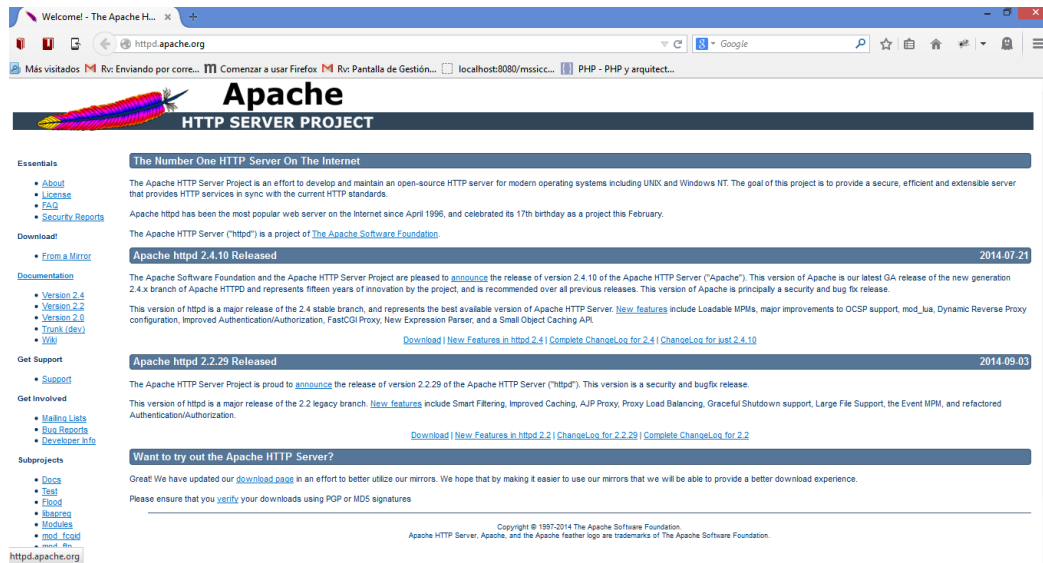 Welcome! - The Apache H...
httpd.apache.org
Google
Más visitados
Rv: Enviando por corre...
Comenzar a usar Firefox
Rv: Pantalla de Gestión...
localhost:8080/mssicc...
PHP - PHP y arquitect...
Apache
HTTP SERVER PROJECT
Essentials
About
License
FAQ
Security Reports
Download!
From a Mirror
Documentation
Version 2.4
Version 2.2
Version 2.0
Trunk (dev)
Wiki
Get Support
Support
Get Involved
Mailing Lists
Bug Reports
Developer Info
Subprojects
Docs
Test
Flood
libapreq
Modules
mod_fcgid
mod_ftp
The Number One HTTP Server On The Internet
The Apache HTTP Server Project is an effort to develop and maintain an open-source HTTP server for modern operating systems including UNIX and Windows NT. The goal of this project is to provide a secure, efficient and extensible server
that provides HTTP services in sync with the current HTTP standards.
Apache httpd has been the most popular web server on the Internet since April 1996, and celebrated its 17th birthday as a project this February.
The Apache HTTP Server ("httpd") is a project of The Apache Software Foundation.
Apache httpd 2.4.10 Released 2014-07-21
The Apache Software Foundation and the Apache HTTP Server Project are pleased to announce the release of version 2.4.10 of the Apache HTTP Server ("Apache"). This version of Apache is our latest GA release of the new generation
2.4.x branch of Apache HTTPD and represents fifteen years of innovation by the project, and is recommended over all previous releases. This version of Apache is principally a security and bug fix release.
This version of httpd is a major release of the 2.4 stable branch, and represents the best available version of Apache HTTP Server. New features include Loadable MPMs, major improvements to OCSP support, mod_lua, Dynamic Reverse Proxy
configuration, Improved Authentication/Authorization, FastCGI Proxy, New Expression Parser, and a Small Object Caching API.
Download | New Features in httpd 2.4 | Complete ChangeLog for 2.4 | ChangeLog for just 2.4.10
Apache httpd 2.2.29 Released 2014-09-03
The Apache HTTP Server Project is proud to announce the release of version 2.2.29 of the Apache HTTP Server ("httpd"). This version is a security and bugfix release.
This version of httpd is a major release of the 2.2 legacy branch. New features include Smart Filtering, Improved Caching, AJP Proxy, Proxy Load Balancing, Graceful Shutdown support, Large File Support, the Event MPM, and refactored
Authentication/Authorization.
Download | New Features in httpd 2.2 | ChangeLog for 2.2.29 | Complete ChangeLog for 2.2
Want to try out the Apache HTTP Server?
Great! We have updated our download page in an effort to better utilize our mirrors. We hope that by making it easier to use our mirrors that we will be able to provide a better download experience.
Please ensure that you verify your downloads using PGP or MD5 signatures
Copyright © 1997-2014 The Apache Software Foundation.
Apache HTTP Server, Apache, and the Apache feather logo are trademarks of The Apache Software Foundation.
httpd.apache.org